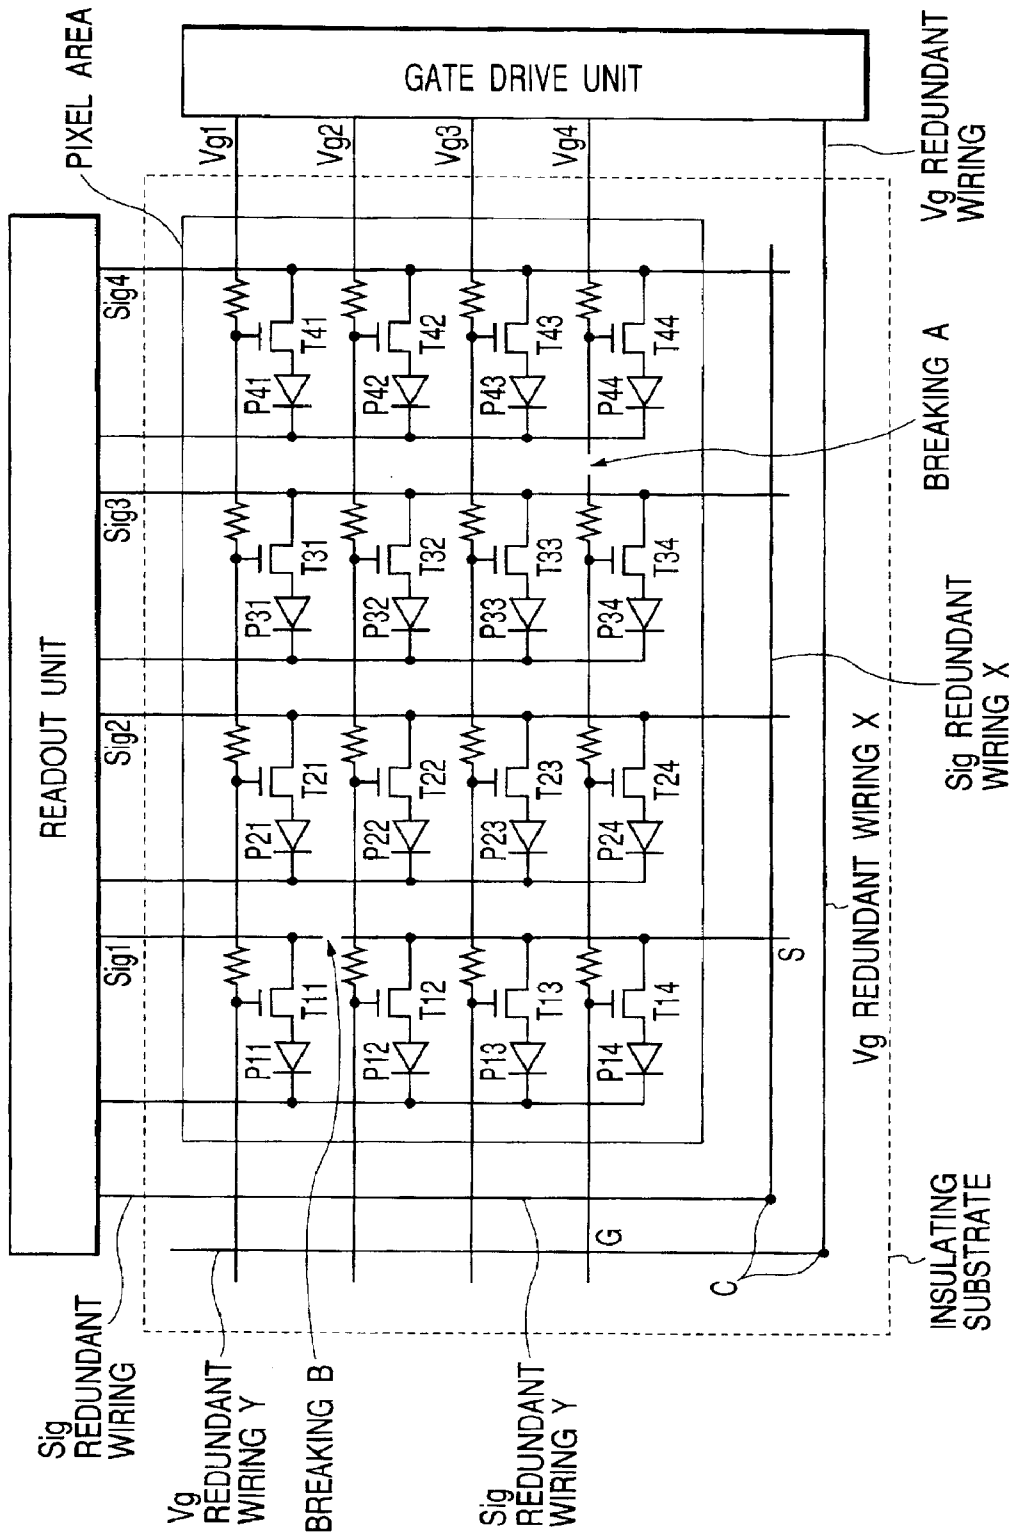 READOUT UNIT
GATE DRIVE UNIT
PIXEL AREA
Sig
REDUNDANT
WIRING
Vg
REDUNDANT
WIRING Y
BREAKING B
Sig
REDUNDANT
WIRING Y
Sig1
Sig2
Sig3
Sig4
Vg1
Vg2
Vg3
Vg4
P11
T11
P21
T21
P31
T31
P41
T41
P12
T12
P22
T22
P32
T32
P42
T42
P13
T13
P23
T23
P33
T33
P43
T43
P14
T14
P24
T24
P34
T34
P44
T44
G
S
C
INSULATING
SUBSTRATE
Vg REDUNDANT WIRING X
Sig REDUNDANT
WIRING X
BREAKING A
Vg REDUNDANT
WIRING